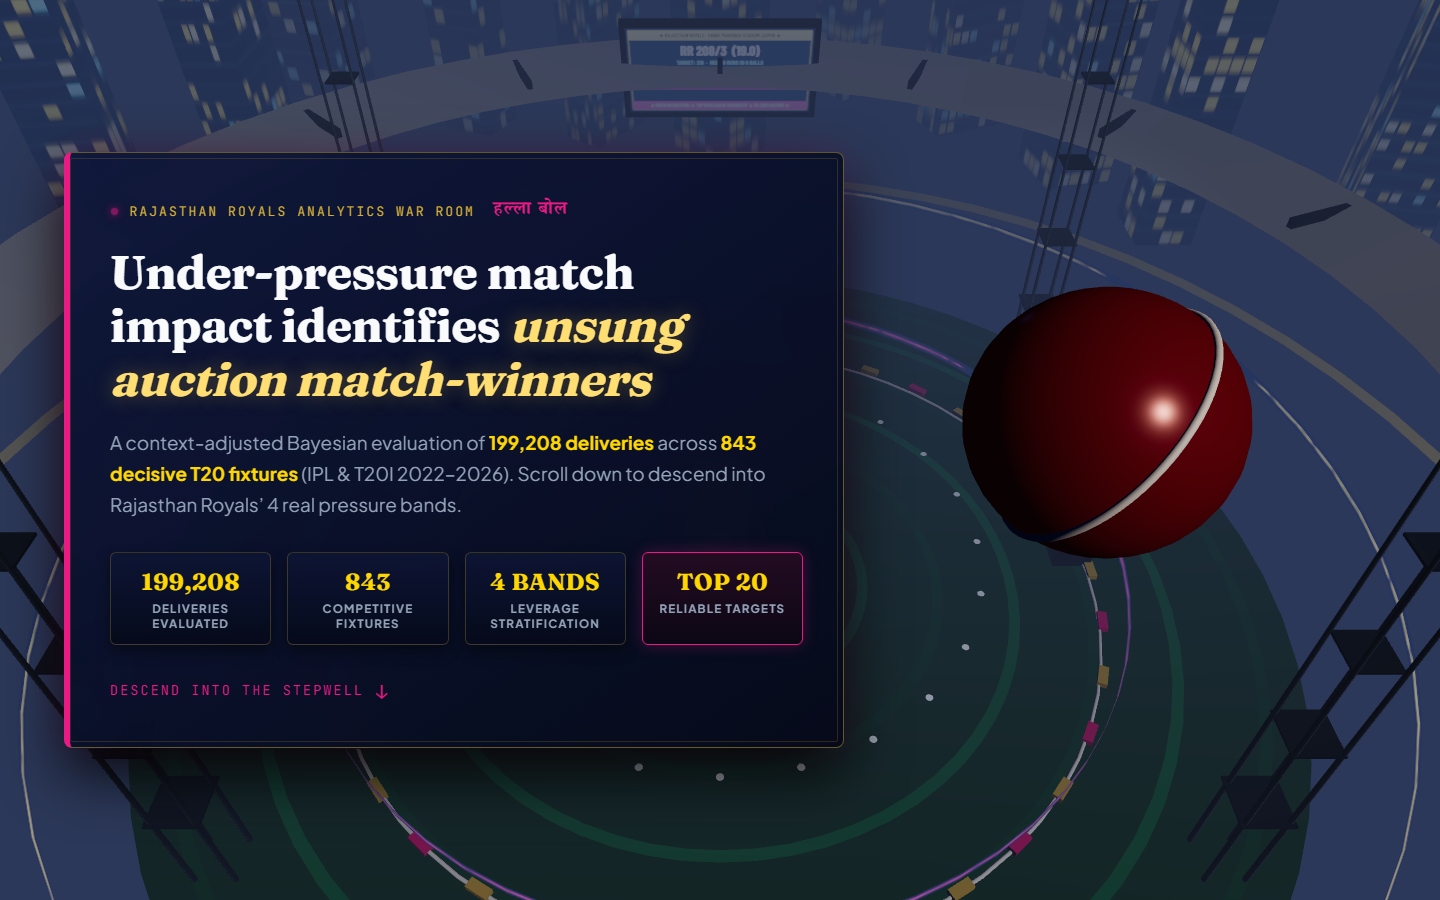 RR 208/3 (19.0)
RAJASTHAN ROYALS ANALYTICS WAR ROOM हल्ला बोल
Under-pressure match
impact identifies unsung
auction match-winners
A context-adjusted Bayesian evaluation of 199,208 deliveries across 843
decisive T20 fixtures (IPL & T20I 2022–2026). Scroll down to descend into
Rajasthan Royals’ 4 real pressure bands.
199,208
DELIVERIES
EVALUATED
843
COMPETITIVE
FIXTURES
4 BANDS
LEVERAGE
STRATIFICATION
TOP 20
RELIABLE TARGETS
DESCEND INTO THE STEPWELL ↓